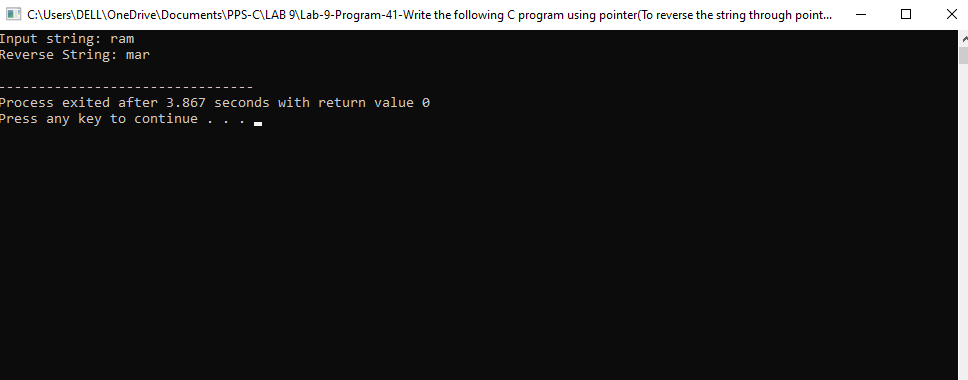 C:\Users\DELL\OneDrive\Documents\PPS-C\LAB 9\Lab-9-Program-41-Write the following C program using pointer(To reverse the string through point...
Input string: ram
Reverse String: mar
--------------------------------
Process exited after 3.867 seconds with return value 0
Press any key to continue . . .